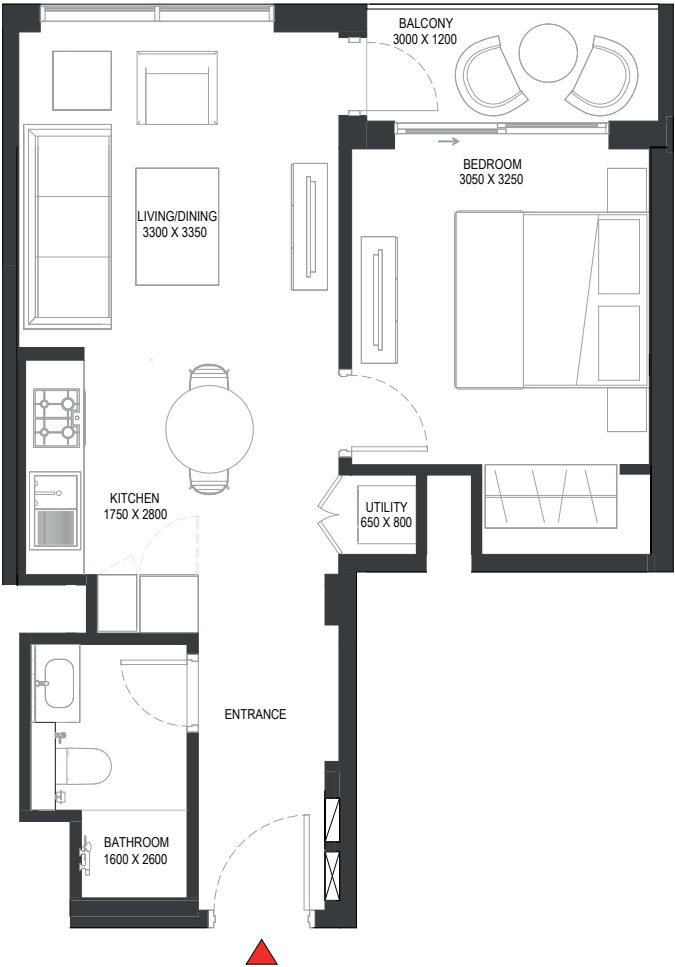 BALCONY
3000 X 1200
BEDROOM
3050 X 3250
LIVING/DINING
3300 X 3350
KITCHEN
1750 X 2800
UTILITY
650 X 800
ENTRANCE
BATHROOM
1600 X 2600